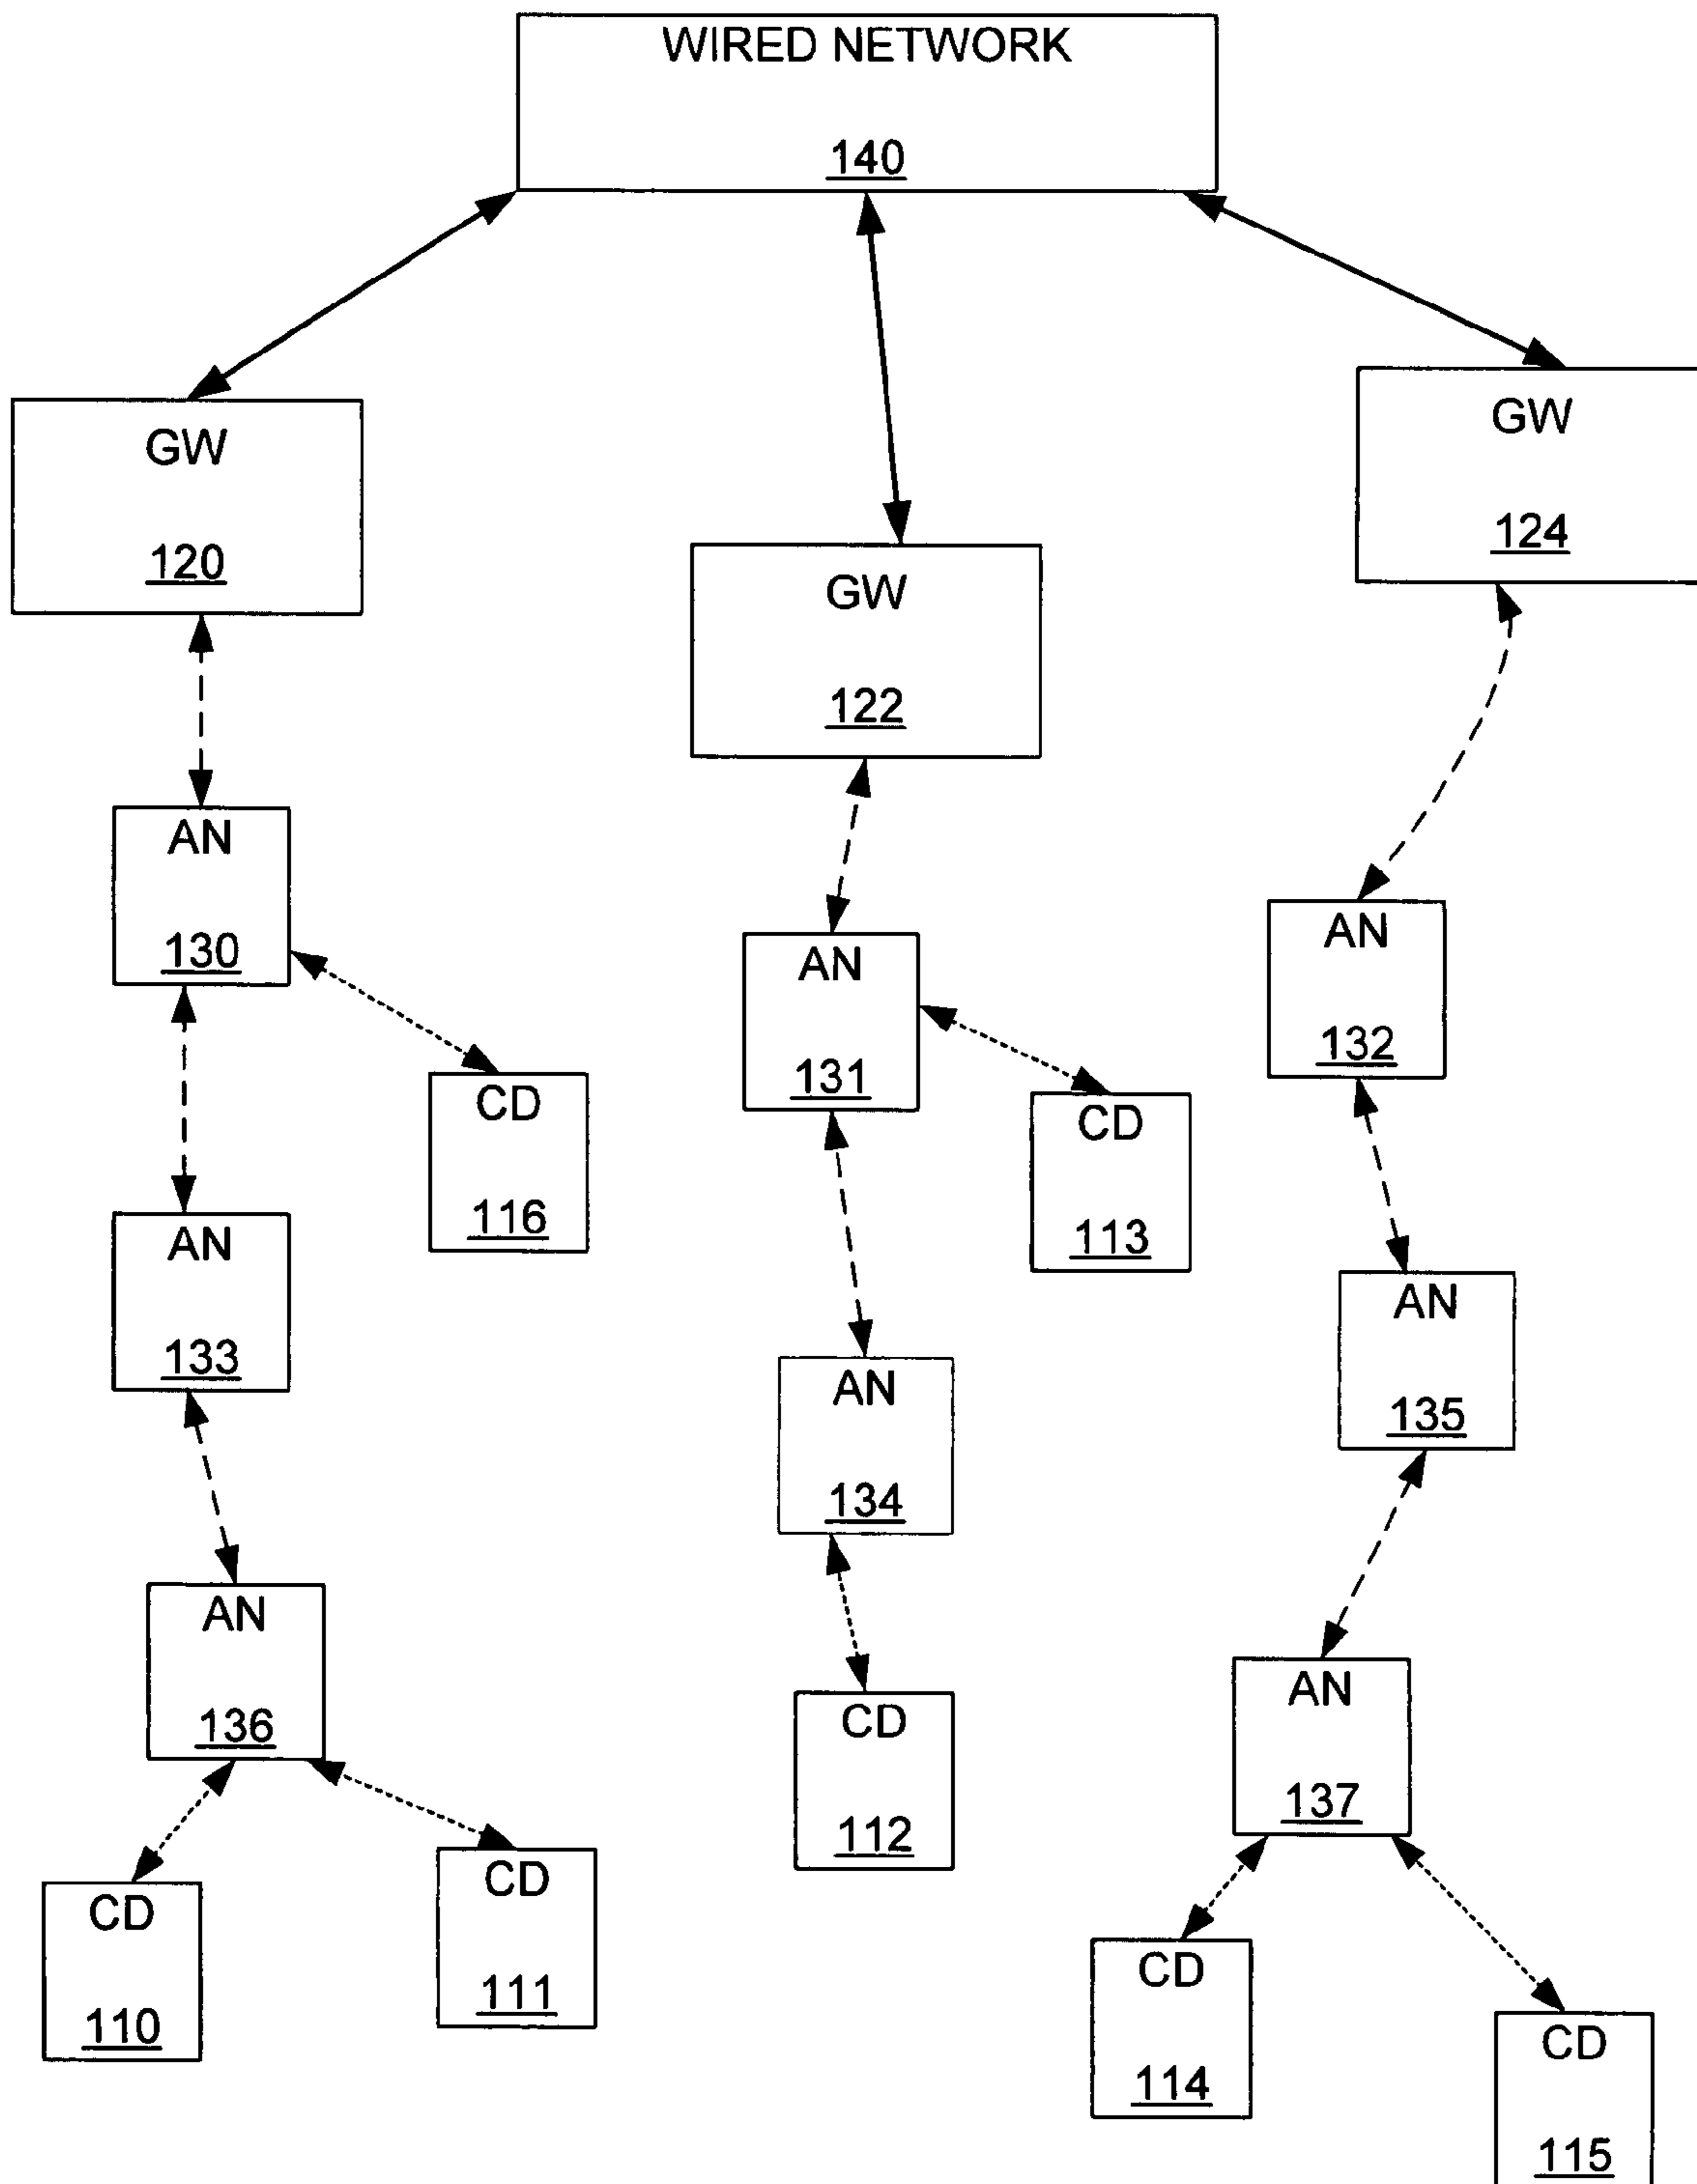 WIRED NETWORK
140
GW
120
GW
122
GW
124
AN
130
AN
131
AN
132
CD
116
CD
113
AN
133
AN
134
AN
135
AN
136
CD
112
AN
137
CD
110
CD
111
CD
114
CD
115